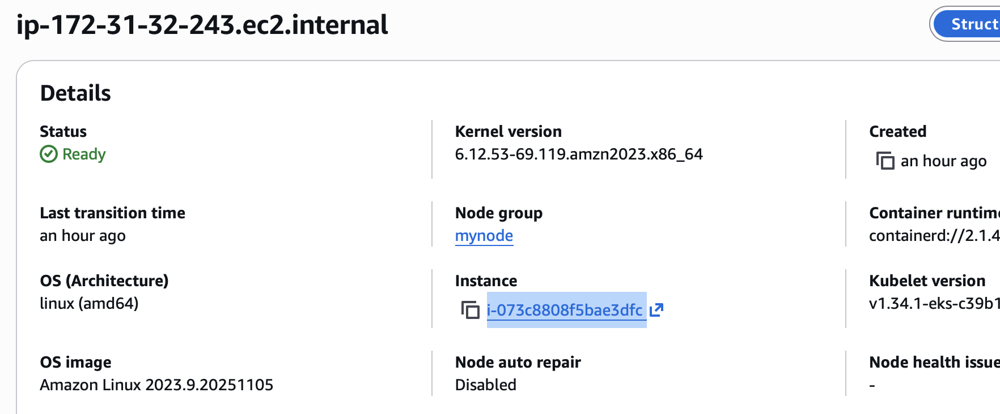 ip-172-31-32-243.ec2.internal
Struct
Details
Status
Ready
Kernel version
6.12.53-69.119.amzn2023.x86_64
Created
an hour ago
Last transition time
an hour ago
Node group
mynode
Container runtime
containerd://2.1.4
OS (Architecture)
linux (amd64)
Instance
i-073c8808f5bae3dfc
Kubelet version
v1.34.1-eks-c39b1
OS image
Amazon Linux 2023.9.20251105
Node auto repair
Disabled
Node health issue
-